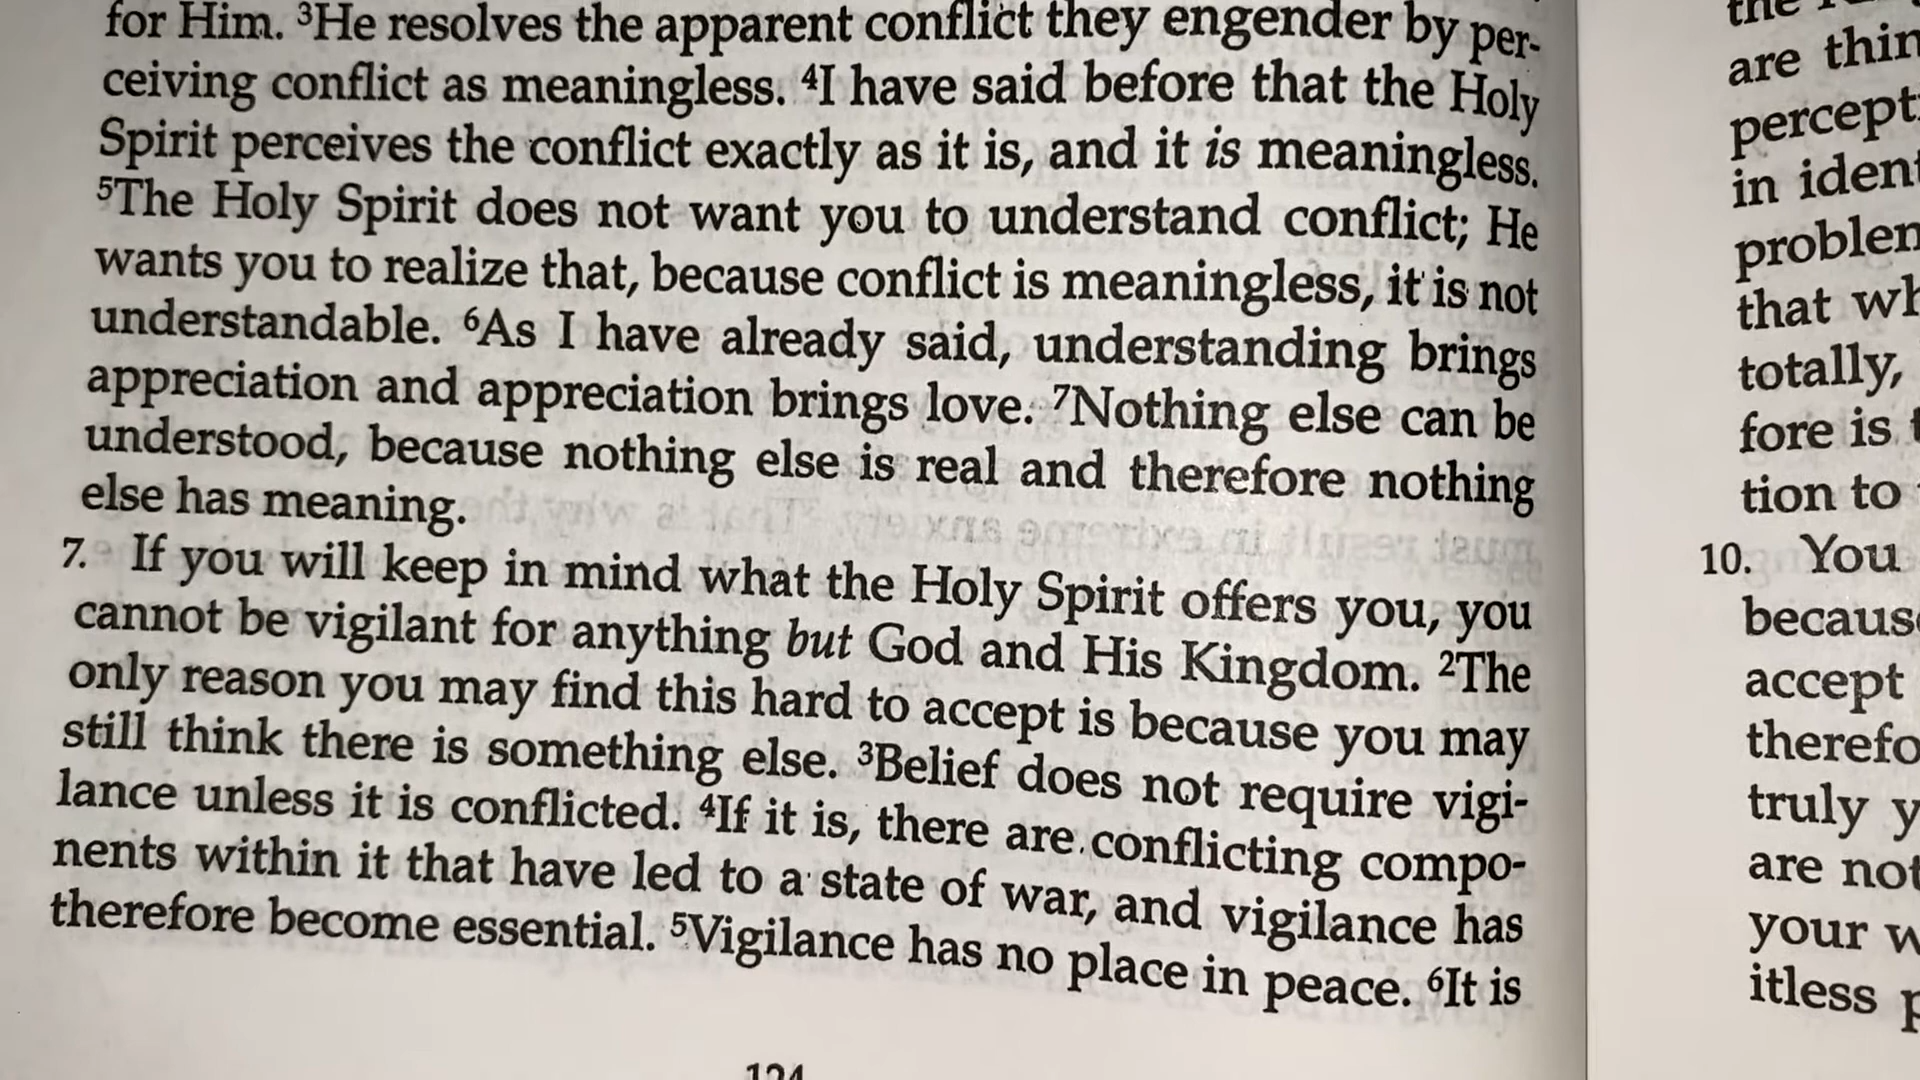 for Him. ³He resolves the apparent conflict they engender by per-
ceiving conflict as meaningless. ⁴I have said before that the Holy
Spirit perceives the conflict exactly as it is, and it is meaningless.
⁵The Holy Spirit does not want you to understand conflict; He
wants you to realize that, because conflict is meaningless, it is not
understandable. ⁶As I have already said, understanding brings
appreciation and appreciation brings love. ⁷Nothing else can be
understood, because nothing else is real and therefore nothing
else has meaning.
7. If you will keep in mind what the Holy Spirit offers you, you
cannot be vigilant for anything but God and His Kingdom. ²The
only reason you may find this hard to accept is because you may
still think there is something else. ³Belief does not require vigi-
lance unless it is conflicted. ⁴If it is, there are conflicting compo-
nents within it that have led to a state of war, and vigilance has
therefore become essential. ⁵Vigilance has no place in peace. ⁶It is
124
the
are thin
percept
in ident
problem
that wh
totally,
fore is
tion to
10. You
because
accept
therefo
truly y
are not
your w
itless p